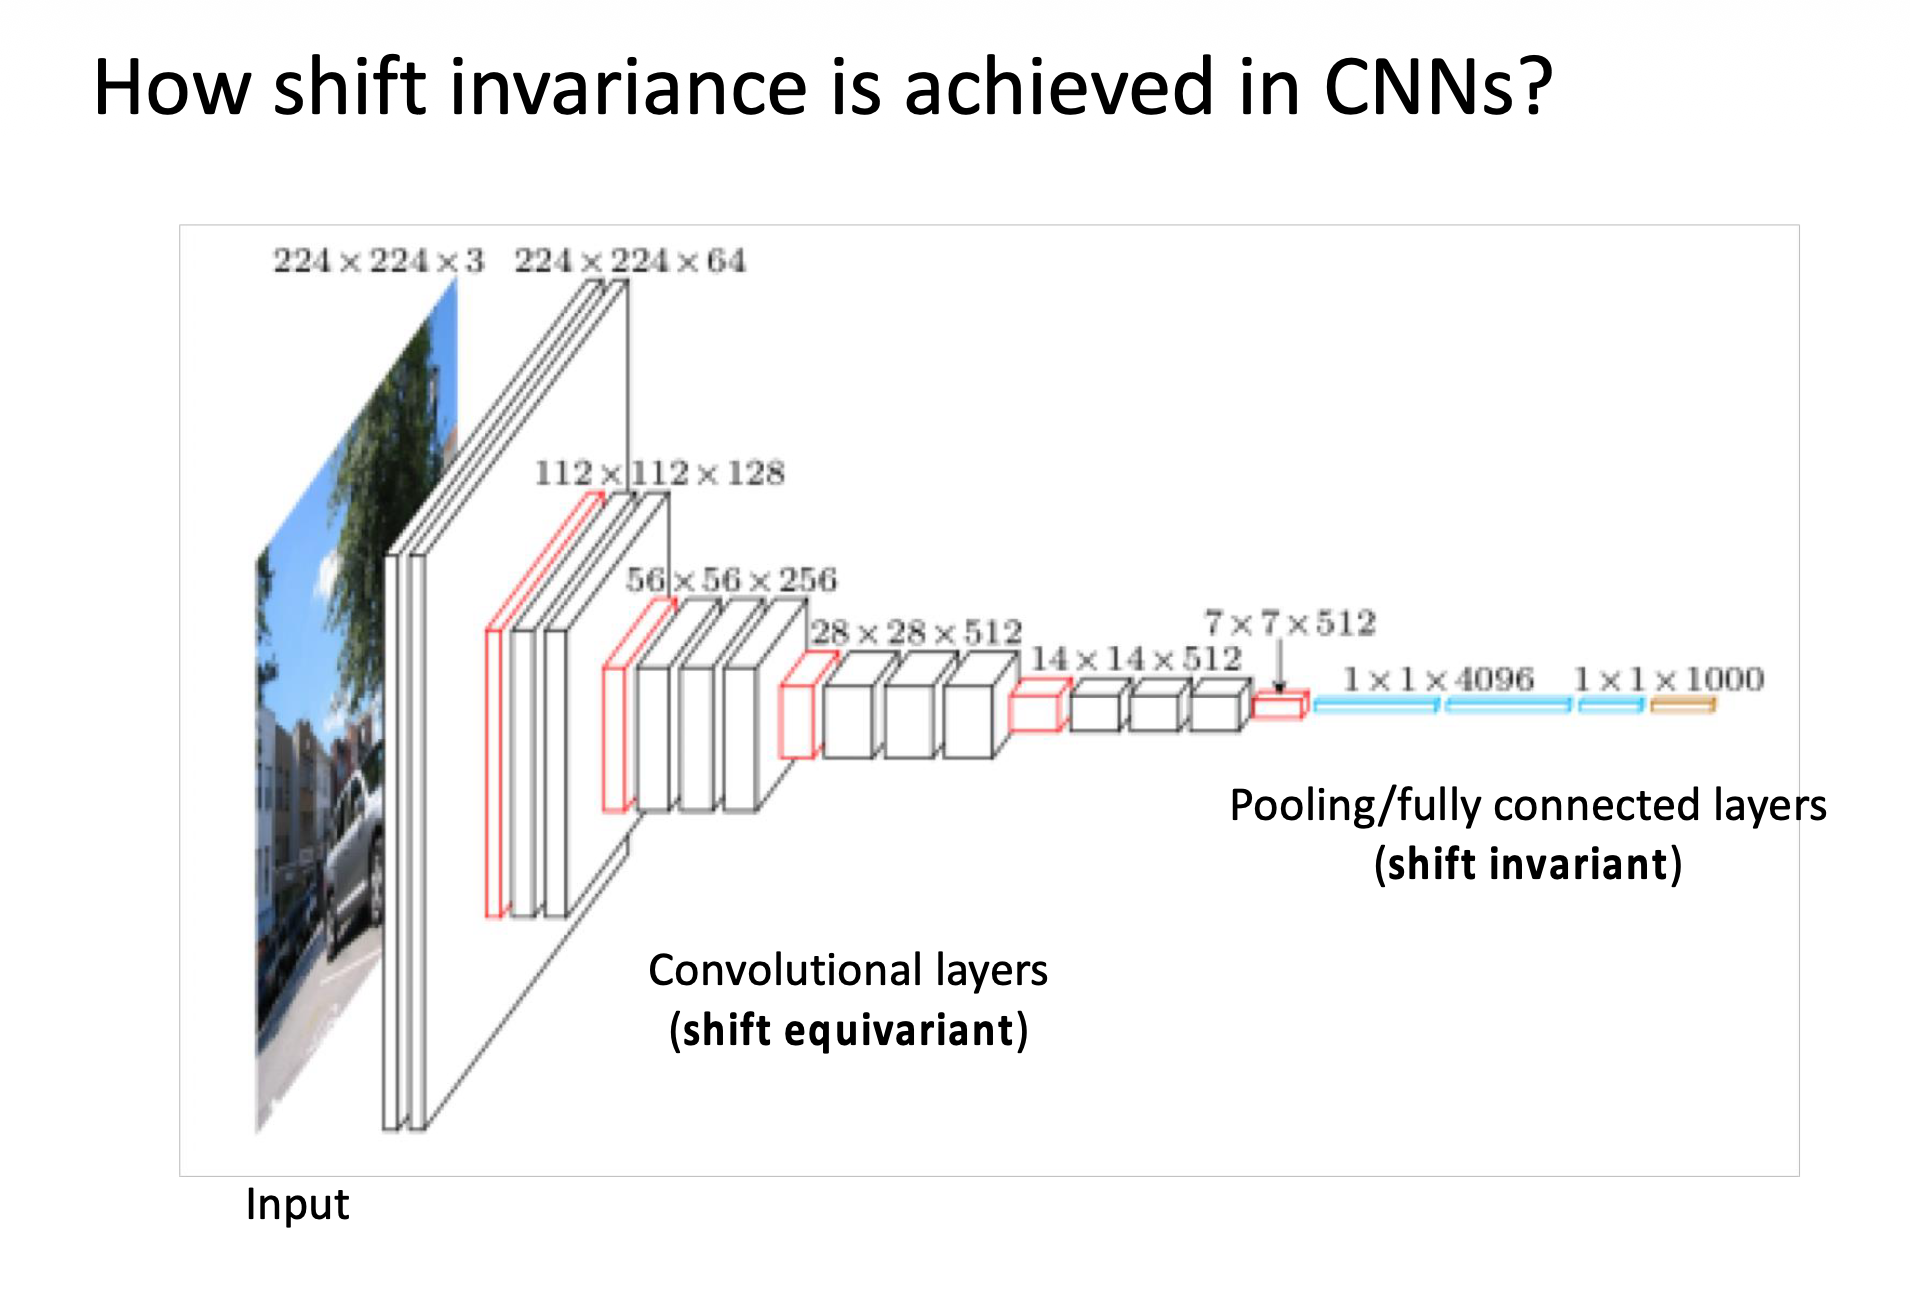 How shift invariance is achieved in CNNs?
224 × 224 × 3 224 × 224 × 64
112 × 112 × 128
56 × 56 × 256
28 × 28 × 512
14 × 14 × 512
7 × 7 × 512
1 × 1 × 4096 1 × 1 × 1000
Pooling/fully connected layers
(shift invariant)
Convolutional layers
(shift equivariant)
Input